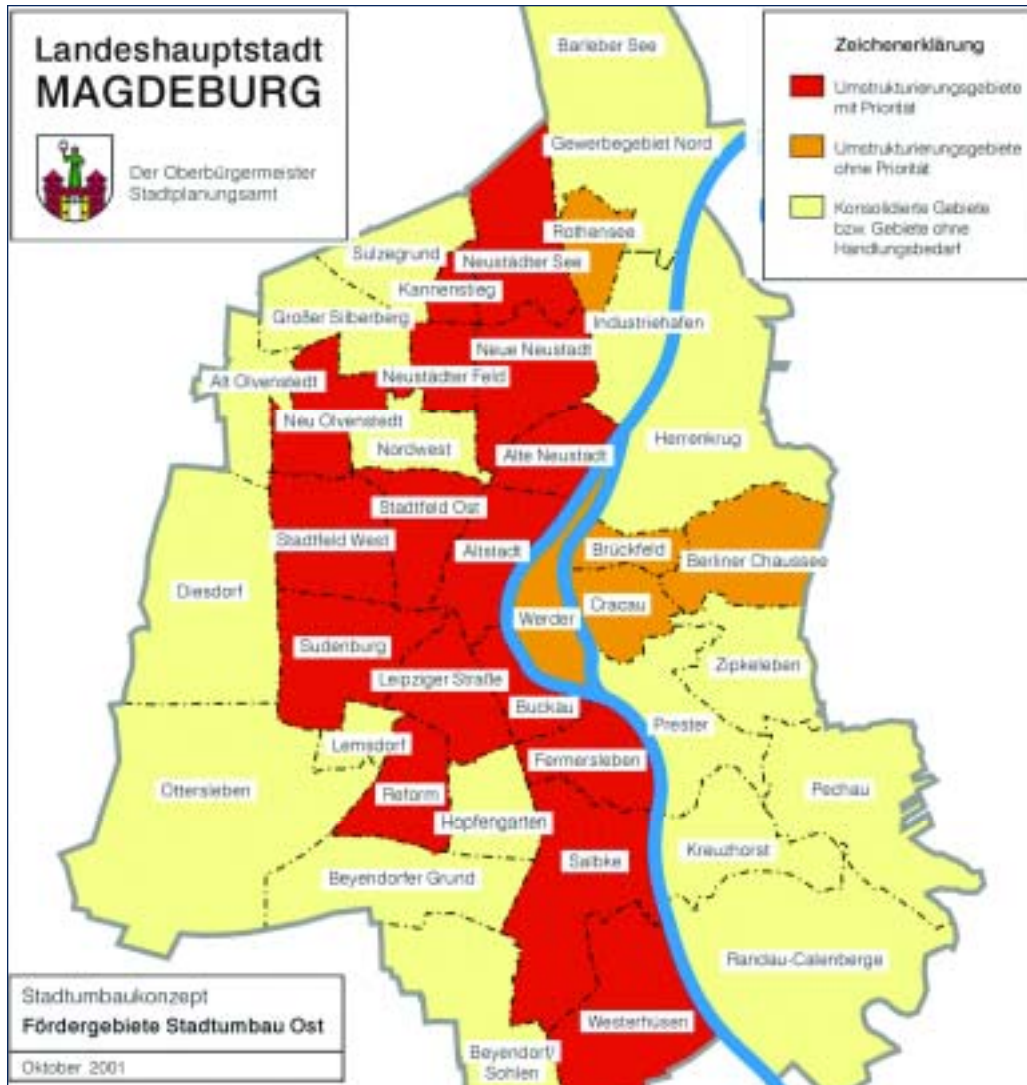 Landeshauptstadt
MAGDEBURG
Der Oberbürgermeister
Stadtplanungsamt
Zeichenerklärung
Umstrukturierungsgebiete
mit Priorität
Umstrukturierungsgebiete
ohne Priorität
Konsolidierte Gebiete
bzw. Gebiete ohne
Handlungsbedarf
Barleber See
Gewerbegebiet Nord
Rothensee
Sülzegrund
Neustädter See
Kannenstieg
Großer Silberberg
Industriehafen
Neue Neustadt
Alt Olvenstedt
Neustädter Feld
Neu Olvenstedt
Nordwest
Herrenkrug
Alte Neustadt
Stadtfeld Ost
Stadtfeld West
Altstadt
Brückfeld
Berliner Chaussee
Diesdorf
Cracau
Werder
Sudenburg
Zipkeleben
Leipziger Straße
Buckau
Prester
Lemsdorf
Fermersleben
Ottersleben
Reform
Pechau
Hopfengarten
Kreuzhorst
Salbke
Beyendorfer Grund
Randau-Calenberge
Westerhüsen
Beyendorf/
Sohlen
Stadtumbaukonzept
Fördergebiete Stadtumbau Ost
Oktober 2001